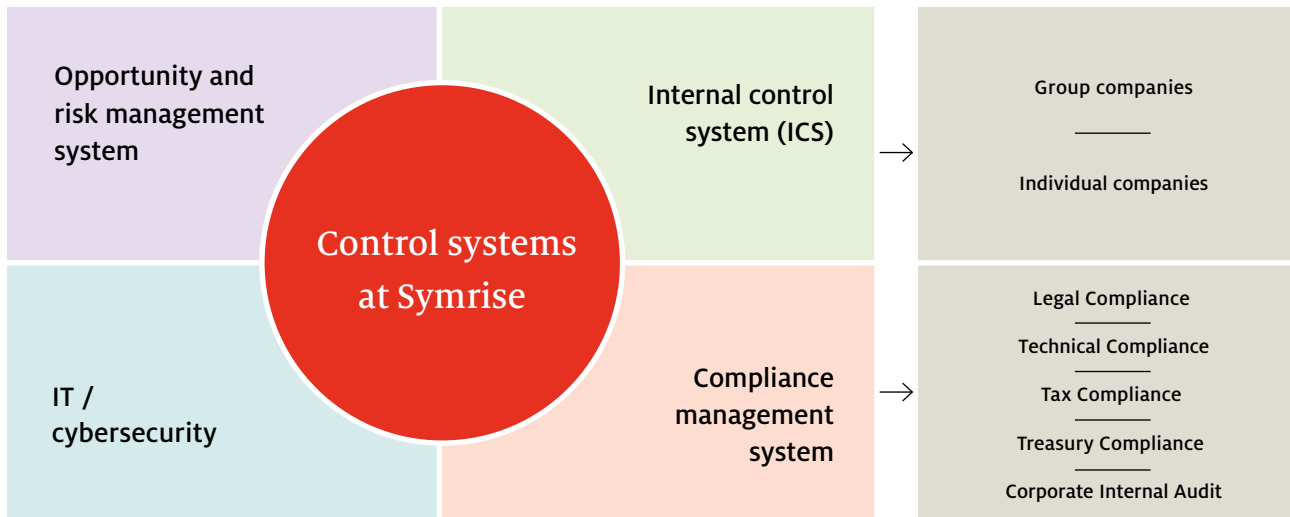 Opportunity and
risk management
system
Internal control
system (ICS)
Control systems
at Symrise
IT /
cybersecurity
Compliance
management
system
Group companies
Individual companies
Legal Compliance
Technical Compliance
Tax Compliance
Treasury Compliance
Corporate Internal Audit